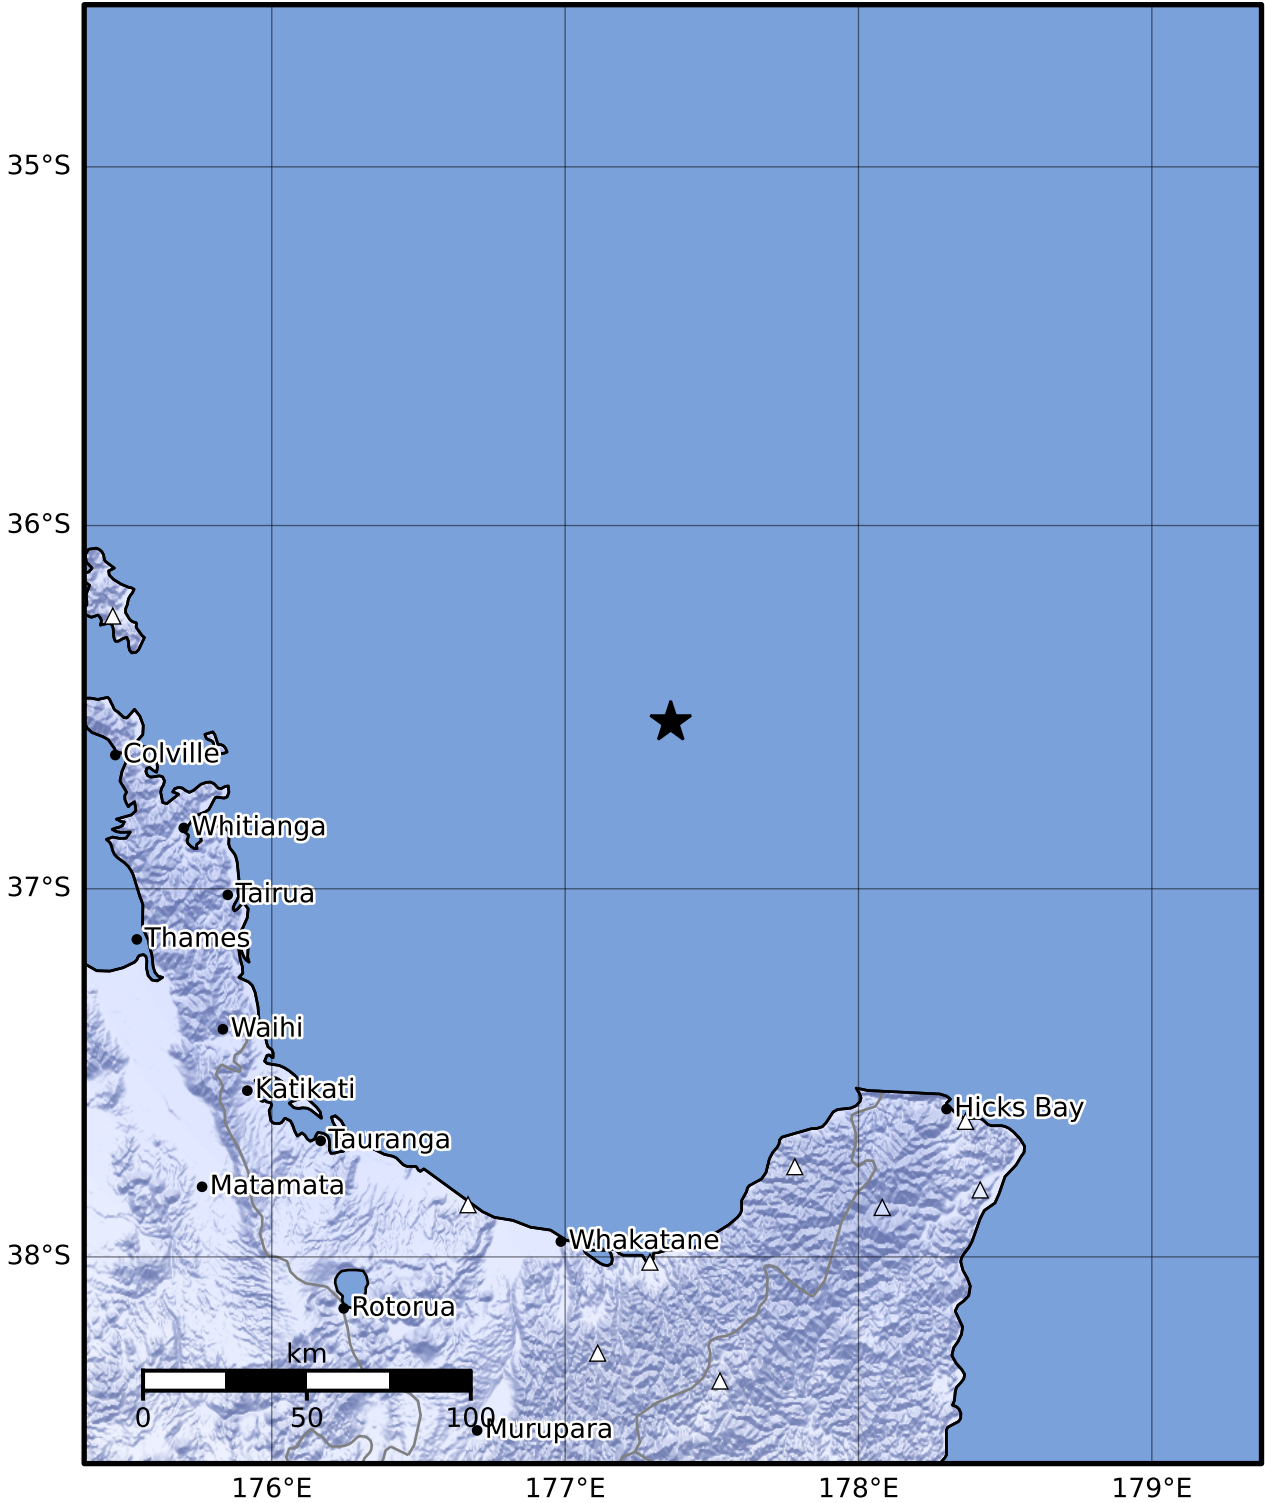 35°S
36°S
Colville
Whitianga
37°S
Tairua
Thames
Waihi
Katikati
Hicks Bay
Tauranga
Matamata
Whakatane
38°S
Rotorua
km
0 50 100
Murupara
176°E 177°E 178°E 179°E